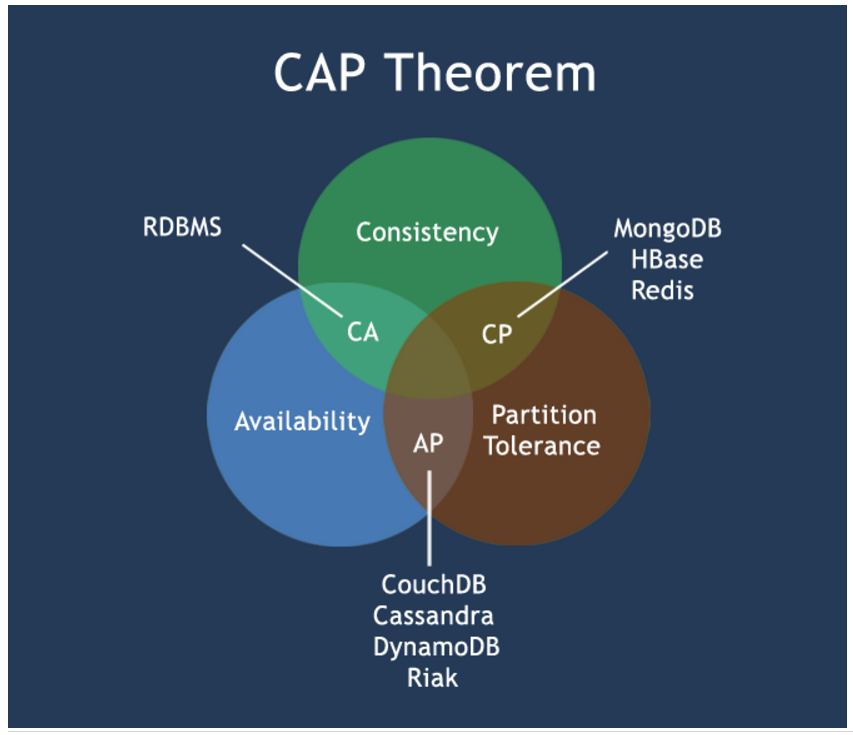 CAP Theorem
RDBMS
Consistency
MongoDB
HBase
Redis
CA
CP
Availability
Partition
Tolerance
AP
CouchDB
Cassandra
DynamoDB
Riak